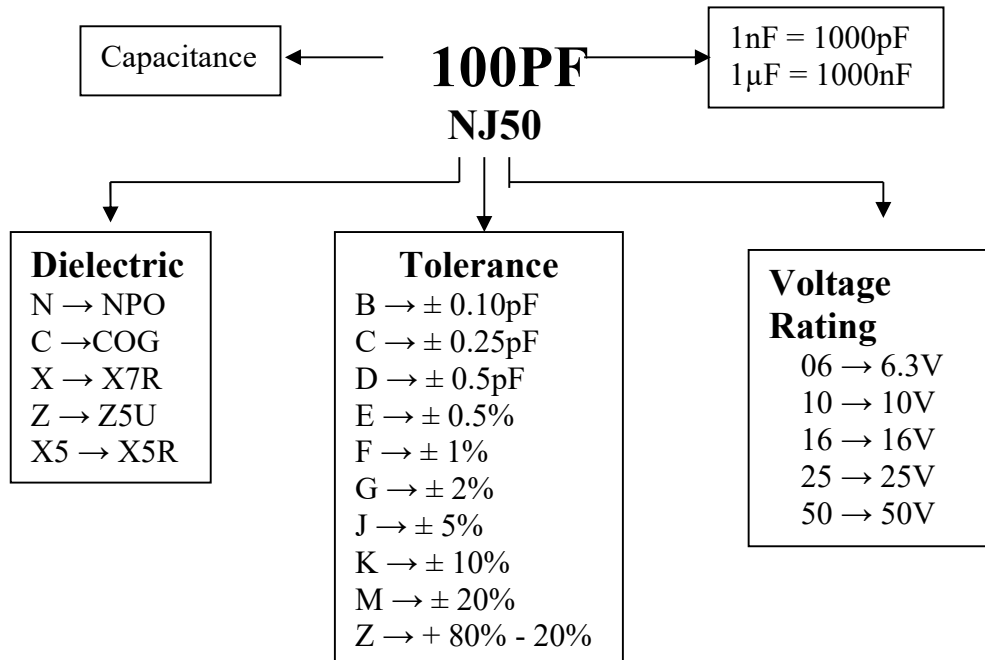 Capacitance
100PF
NJ50
1nF = 1000pF
1µF = 1000nF
Dielectric
N → NPO
C →COG
X → X7R
Z → Z5U
X5 → X5R
Tolerance
B → ± 0.10pF
C → ± 0.25pF
D → ± 0.5pF
E → ± 0.5%
F → ± 1%
G → ± 2%
J → ± 5%
K → ± 10%
M → ± 20%
Z → + 80% - 20%
Voltage
Rating
06 → 6.3V
10 → 10V
16 → 16V
25 → 25V
50 → 50V